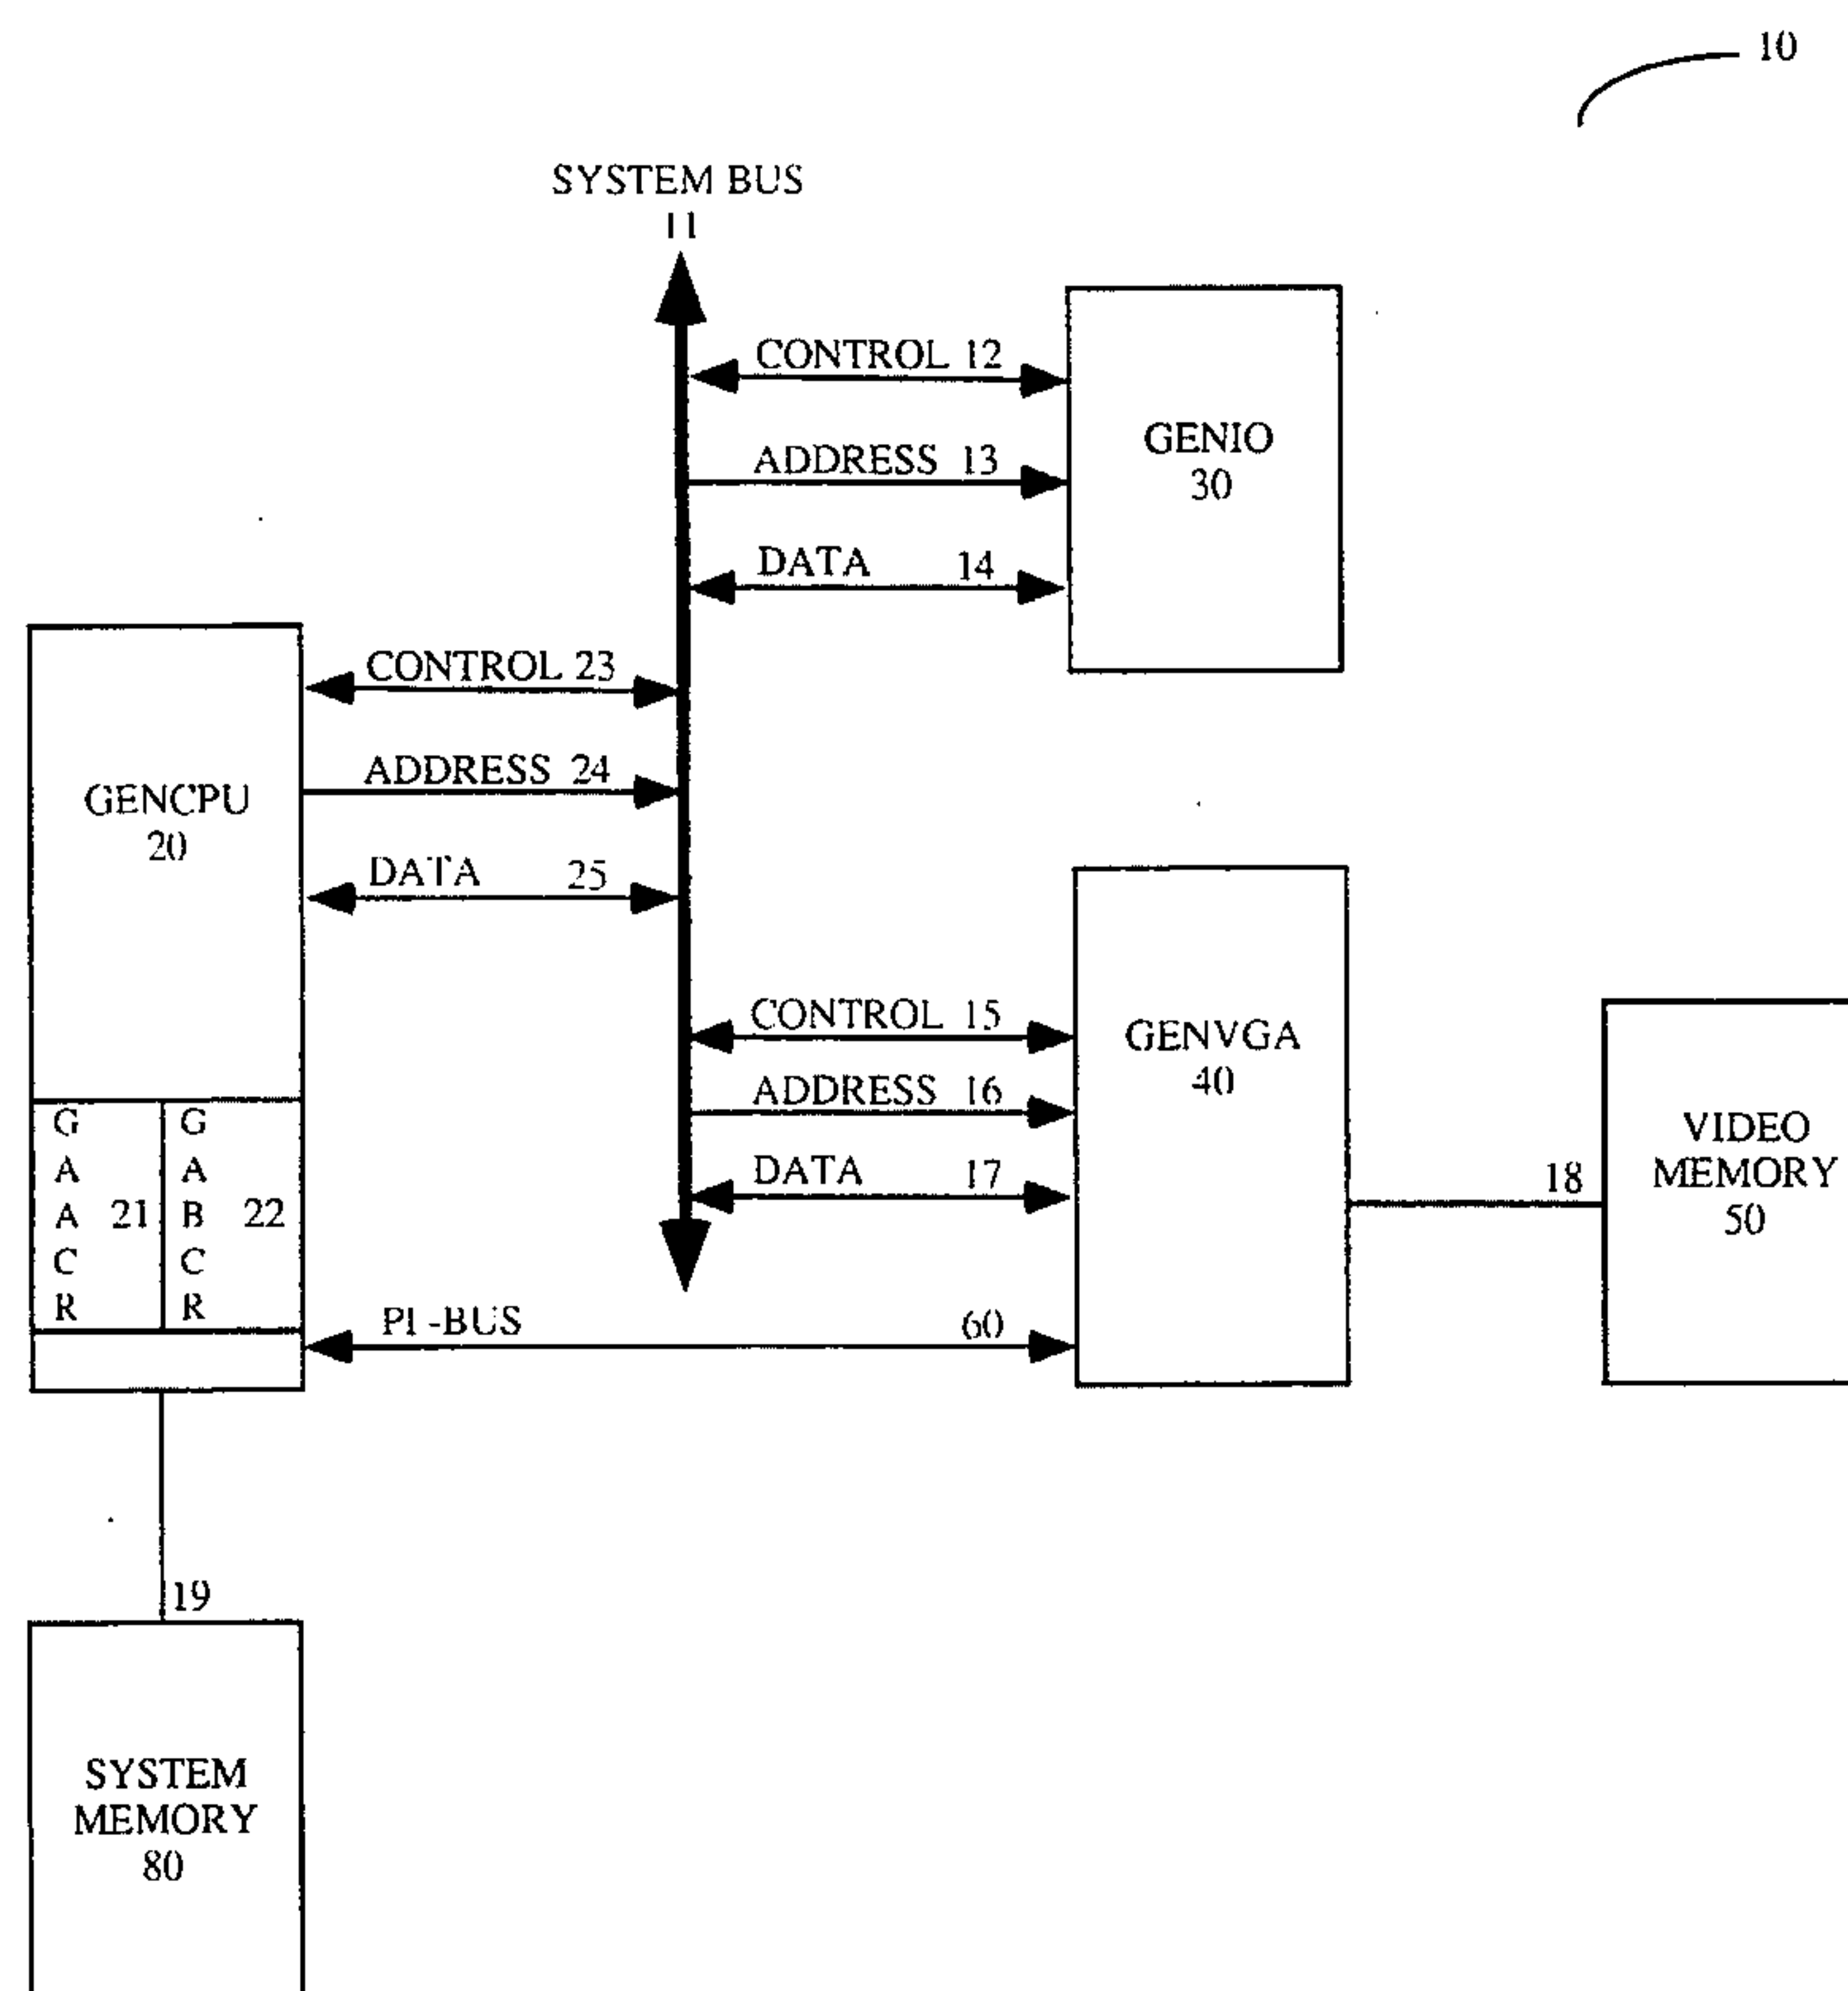 10
SYSTEM BUS
11
CONTROL 12
ADDRESS 13
DATA 14
GENIO
30
CONTROL 23
ADDRESS 24
DATA 25
GENCPU
20
CONTROL 15
ADDRESS 16
DATA 17
GENVGA
40
18
VIDEO
MEMORY
50
G G
A A
A 21 B 22
C C
R R
PI-BUS 60
19
SYSTEM
MEMORY
80